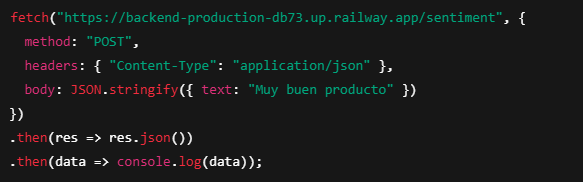 fetch("https://backend-production-db73.up.railway.app/sentiment", {
  method: "POST",
  headers: { "Content-Type": "application/json" },
  body: JSON.stringify({ text: "Muy buen producto" })
})
.then(res => res.json())
.then(data => console.log(data));